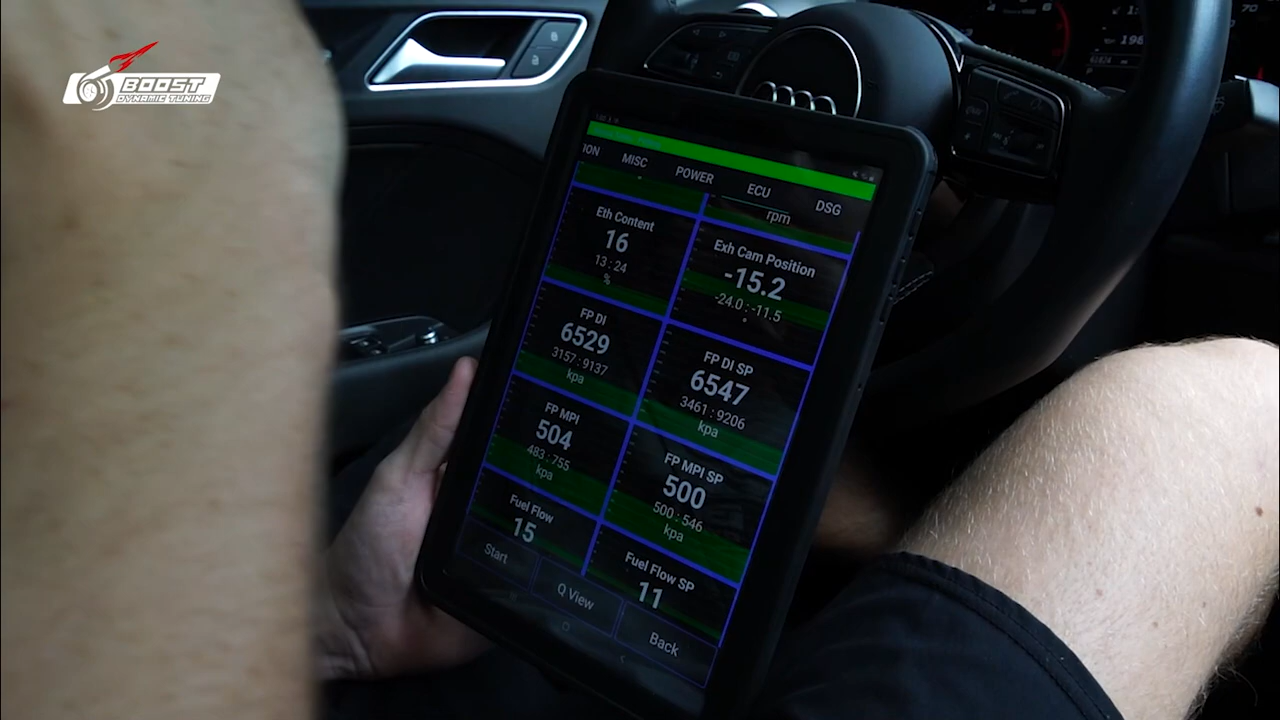 BOOST
DYNAMIC TUNING
ION MISC POWER ECU DSG
rpm
Eth Content
16
13 : 24
%
Exh Cam Position
-15.2
-24.0 : -11.5
°
FP DI
6529
3157 : 9137
kpa
FP DI SP
6547
3461 : 9206
kpa
FP MPI
504
483 : 755
kpa
FP MPI SP
500
500 : 546
kpa
Fuel Flow
15
Fuel Flow SP
11
Start
Q View
Back
70
198